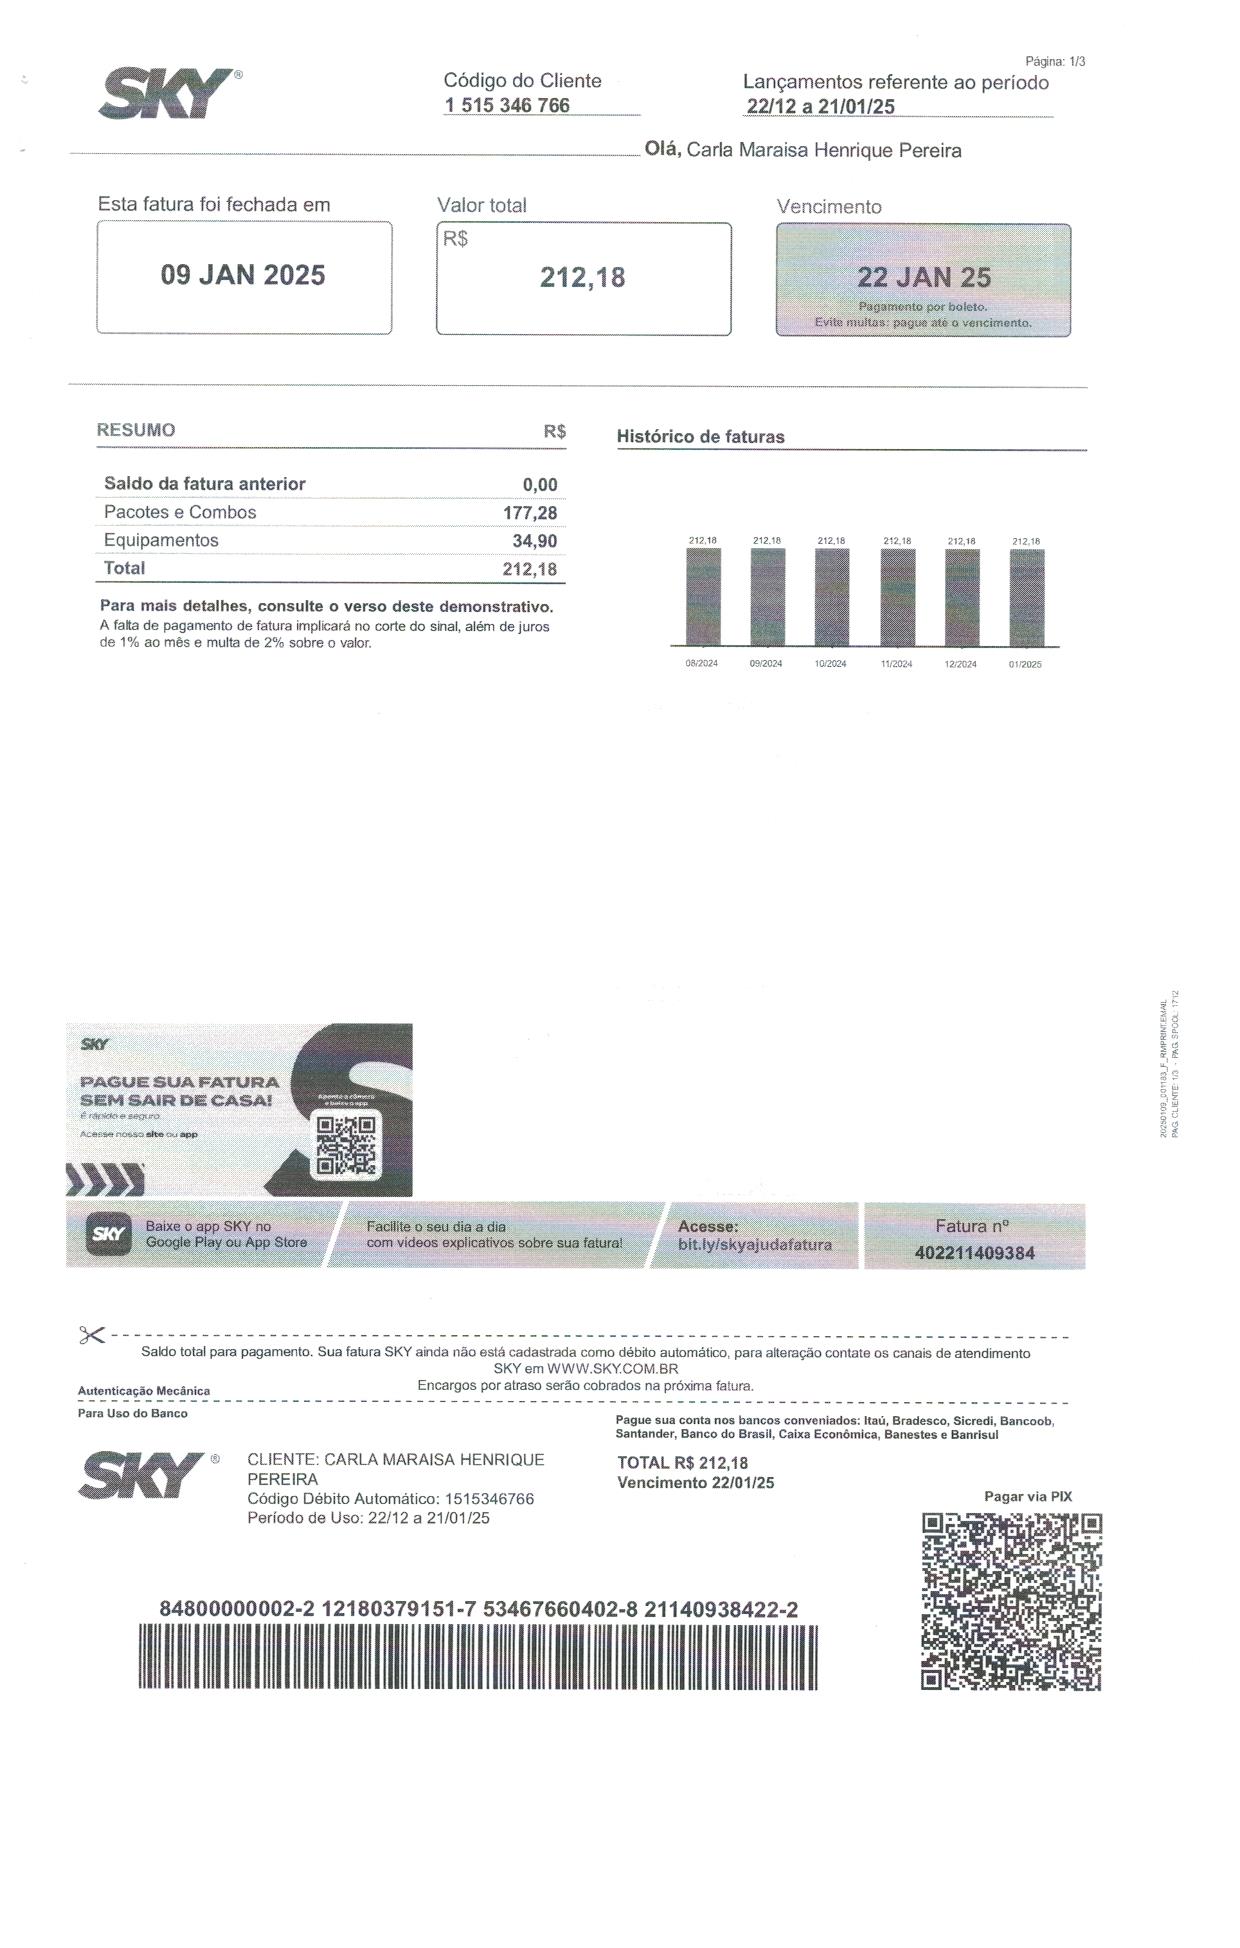 Página: 1/3
SKY®
Código do Cliente
1 515 346 766
Lançamentos referente ao período
22/12 a 21/01/25
Olá, Carla Maraisa Henrique Pereira
Esta fatura foi fechada em
09 JAN 2025
Valor total
R$
212,18
Vencimento
22 JAN 25
Pagamento por boleto.
Evite multas: pague até o vencimento.
RESUMO R$
Saldo da fatura anterior 0,00
Pacotes e Combos 177,28
Equipamentos 34,90
Total 212,18
Para mais detalhes, consulte o verso deste demonstrativo.
A falta de pagamento de fatura implicará no corte do sinal, além de juros
de 1% ao mês e multa de 2% sobre o valor.
Histórico de faturas
212,18 212,18 212,18 212,18 212,18 212,18
08/2024 09/2024 10/2024 11/2024 12/2024 01/2025
20250109_001183_F_RMPRINT.EMAIL
PAG. CLIENTE: 1/3 - PAG. SPOOL: 1712
SKY
PAGUE SUA FATURA
SEM SAIR DE CASA!
É rápido e seguro.
Acesse nosso site ou app
Aponte a câmera
e baixe o app
SKY
Baixe o app SKY no
Google Play ou App Store
Facilite o seu dia a dia
com videos explicativos sobre sua fatura!
Acesse:
bit.ly/skyajudafatura
Fatura nº
402211409384
Saldo total para pagamento. Sua fatura SKY ainda não está cadastrada como débito automático, para alteração contate os canais de atendimento
SKY em WWW.SKY.COM.BR
Encargos por atraso serão cobrados na próxima fatura.
Autenticação Mecânica
Para Uso do Banco
Pague sua conta nos bancos conveniados: Itaú, Bradesco, Sicredi, Bancoob,
Santander, Banco do Brasil, Caixa Econômica, Banestes e Banrisul
SKY®
CLIENTE: CARLA MARAISA HENRIQUE
PEREIRA
Código Débito Automático: 1515346766
Período de Uso: 22/12 a 21/01/25
TOTAL R$ 212,18
Vencimento 22/01/25
Pagar via PIX
84800000002-2 12180379151-7 53467660402-8 21140938422-2